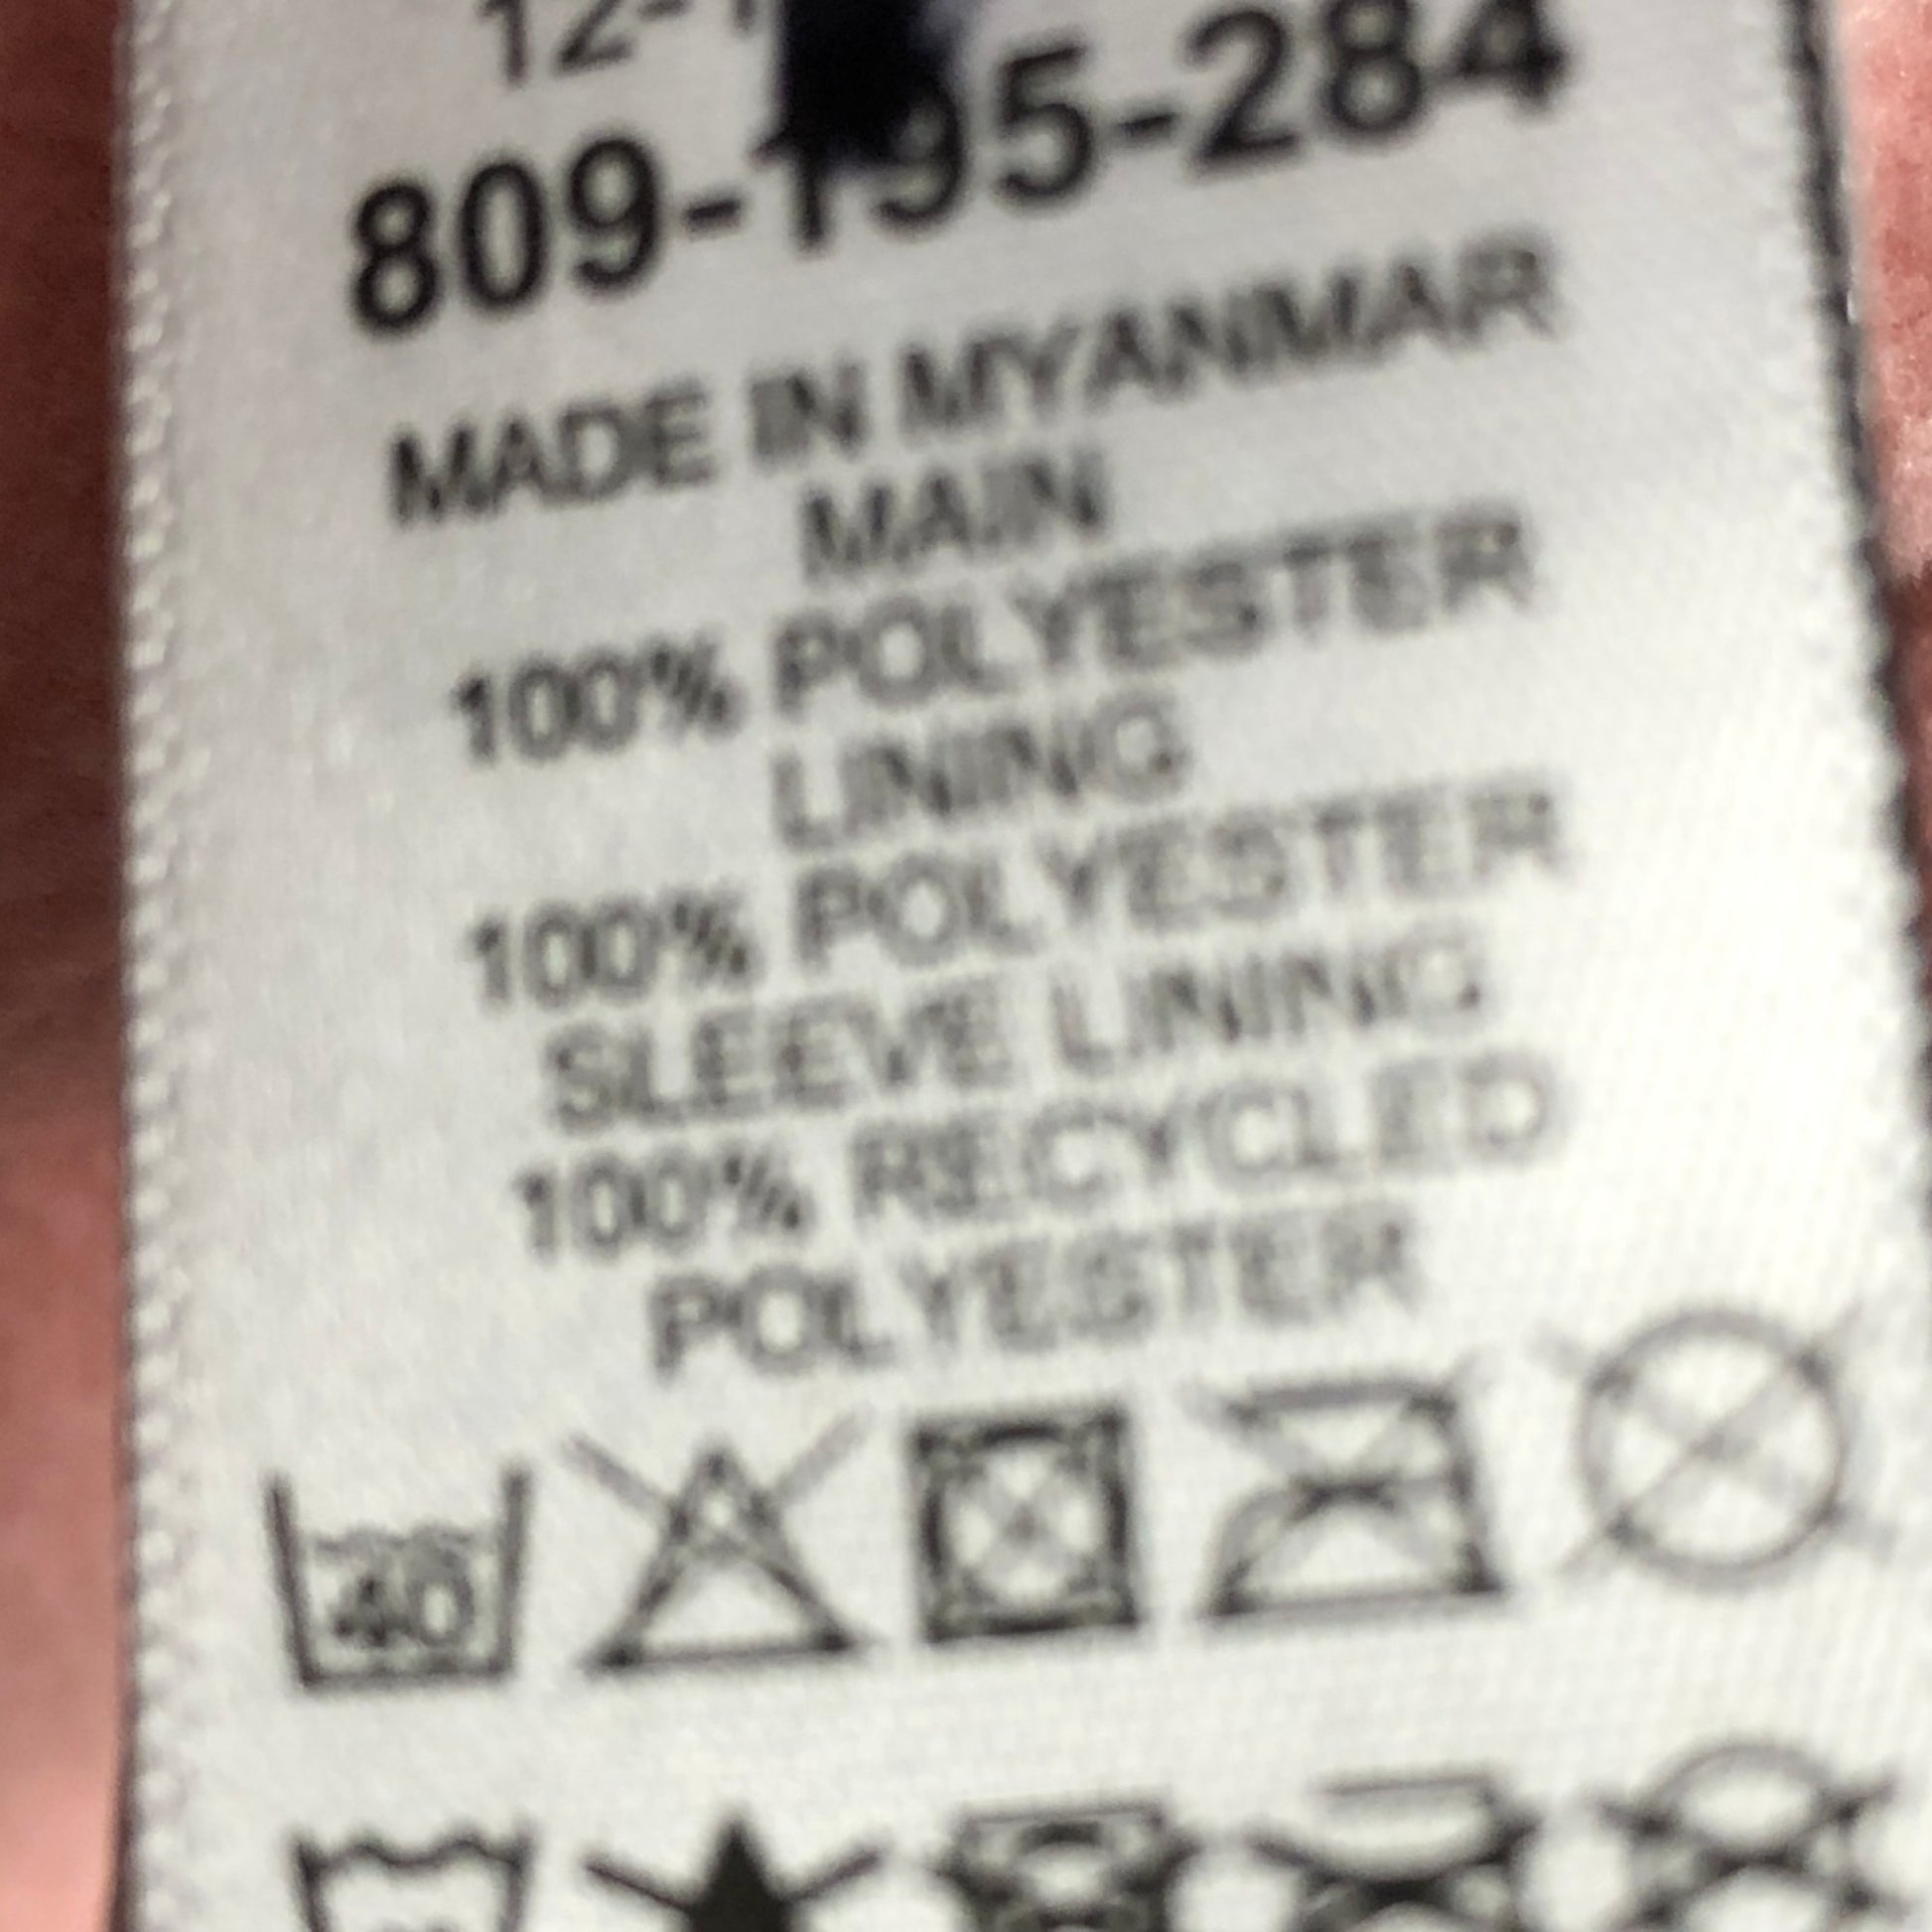 809-195-284
MADE IN MYANMAR
MAIN
100% POLYESTER
LINING
100% POLYESTER
SLEEVE LINING
100% RECYCLED
POLYESTER
40